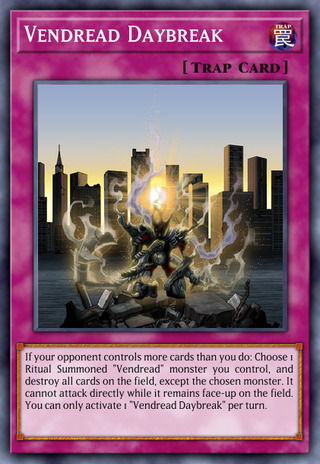 Vendread Daybreak
TRAP
罠
[Trap Card]
If your opponent controls more cards than you do: Choose 1
Ritual Summoned "Vendread" monster you control, and
destroy all cards on the field, except the chosen monster. It
cannot attack directly while it remains face-up on the field.
You can only activate 1 "Vendread Daybreak" per turn.